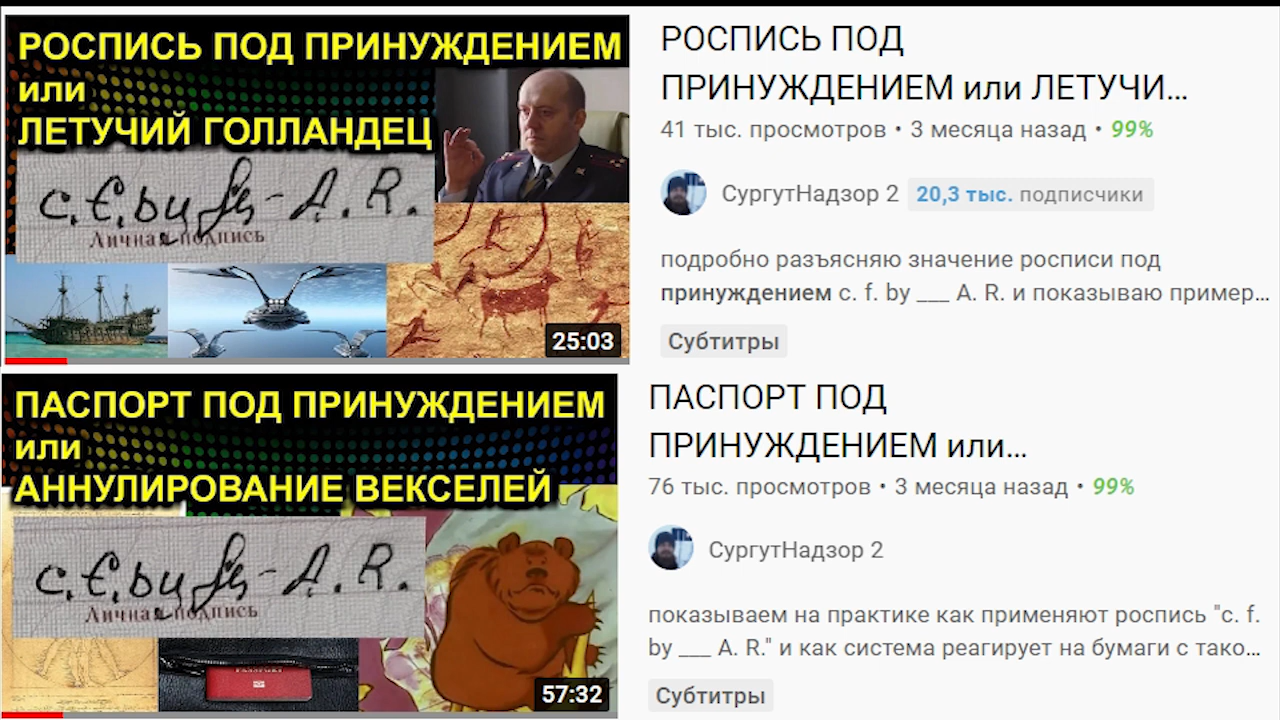 РОСПИСЬ ПОД ПРИНУЖДЕНИЕМ
или
ЛЕТУЧИЙ ГОЛЛАНДЕЦ
Личная подпись
25:03
РОСПИСЬ ПОД
ПРИНУЖДЕНИЕМ или ЛЕТУЧИ...
41 тыс. просмотров • 3 месяца назад • 99%
СургутНадзор 2 20,3 тыс. подписчики
подробно разъясняю значение росписи под
принуждением c. f. by ___ A. R. и показываю пример...
Субтитры
ПАСПОРТ ПОД ПРИНУЖДЕНИЕМ
или
АННУЛИРОВАНИЕ ВЕКСЕЛЕЙ
Личная подпись
57:32
ПАСПОРТ ПОД
ПРИНУЖДЕНИЕМ или...
76 тыс. просмотров • 3 месяца назад • 99%
СургутНадзор 2
показываем на практике как применяют роспись "c. f.
by ___ A. R." и как система реагирует на бумаги с тако...
Субтитры